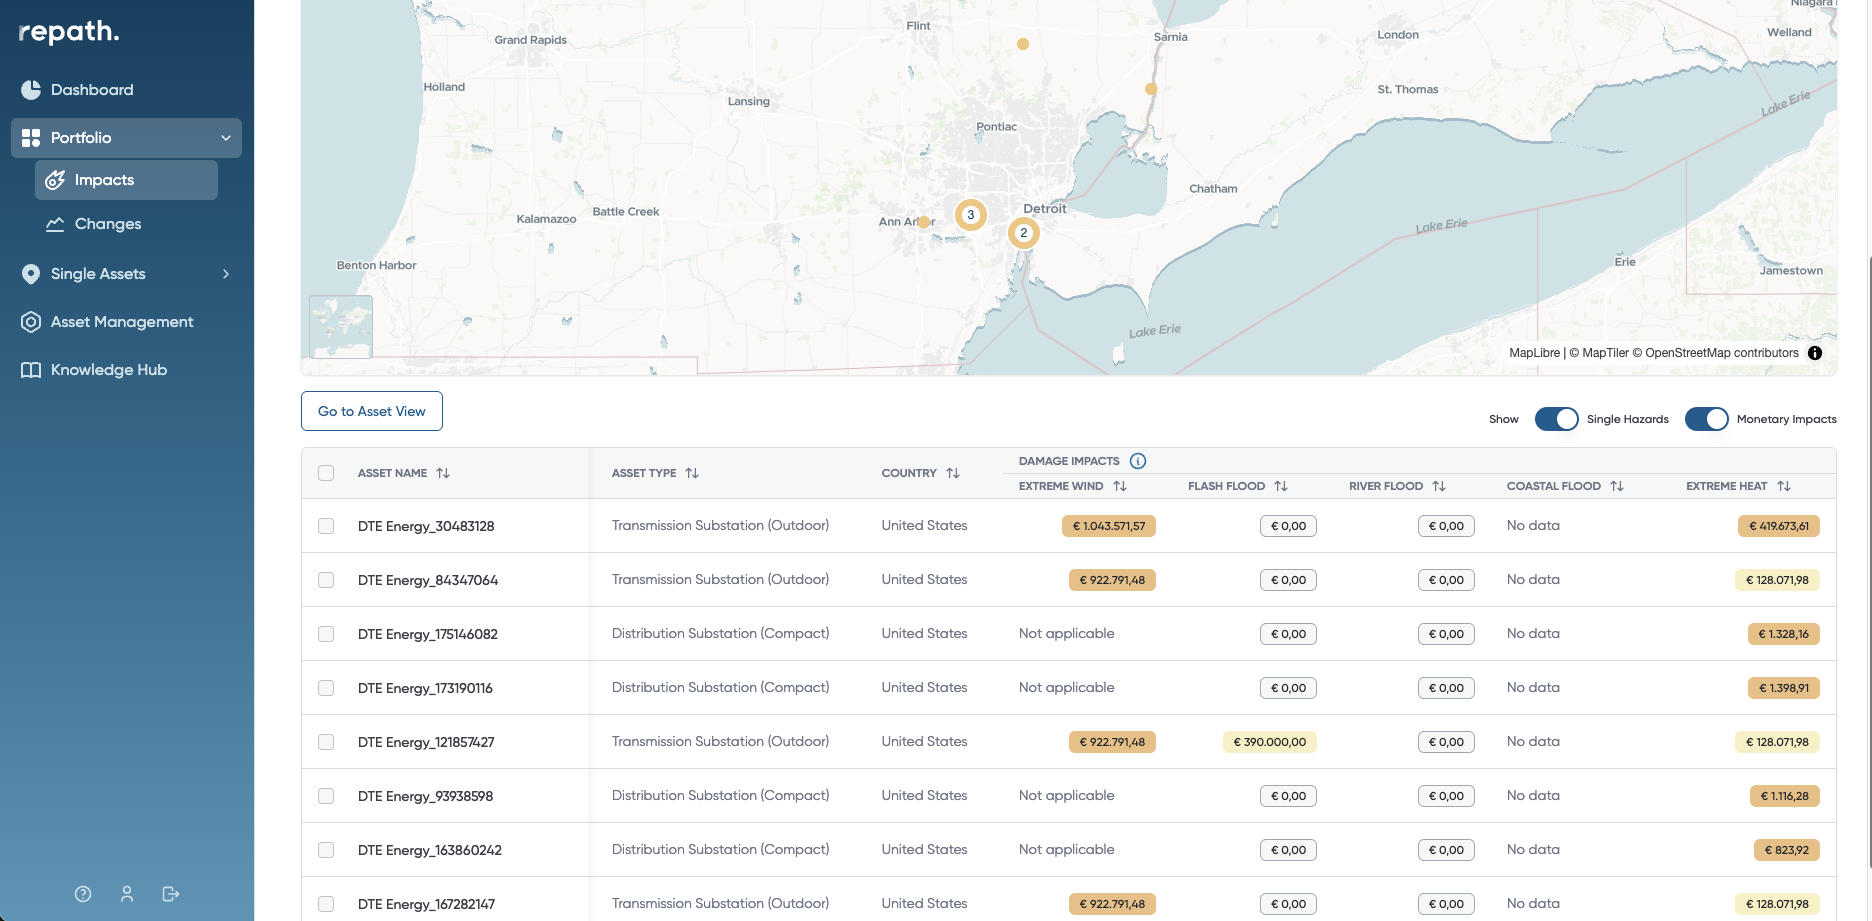 repath.
Dashboard
Portfolio
Impacts
Changes
Single Assets
Asset Management
Knowledge Hub
Flint
Grand Rapids
Sarnia
London
Niagara
Welland
Holland
Lansing
St. Thomas
Lake Erie
Pontiac
Chatham
Detroit
Battle Creek
Kalamazoo
Ann Arbor
3
2
Lake Erie
Benton Harbor
Erie
Jamestown
Lake Erie
MapLibre | © MapTiler © OpenStreetMap contributors
Go to Asset View
Show Single Hazards Monetary Impacts
ASSET NAME ASSET TYPE COUNTRY DAMAGE IMPACTS
EXTREME WIND FLASH FLOOD RIVER FLOOD COASTAL FLOOD EXTREME HEAT
DTE Energy_30483128 Transmission Substation (Outdoor) United States € 1.043.571,57 € 0,00 € 0,00 No data € 419.673,61
DTE Energy_84347064 Transmission Substation (Outdoor) United States € 922.791,48 € 0,00 € 0,00 No data € 128.071,98
DTE Energy_175146082 Distribution Substation (Compact) United States Not applicable € 0,00 € 0,00 No data € 1.328,16
DTE Energy_173190116 Distribution Substation (Compact) United States Not applicable € 0,00 € 0,00 No data € 1.398,91
DTE Energy_121857427 Transmission Substation (Outdoor) United States € 922.791,48 € 390.000,00 € 0,00 No data € 128.071,98
DTE Energy_93938598 Distribution Substation (Compact) United States Not applicable € 0,00 € 0,00 No data € 1.116,28
DTE Energy_163860242 Distribution Substation (Compact) United States Not applicable € 0,00 € 0,00 No data € 823,92
DTE Energy_167282147 Transmission Substation (Outdoor) United States € 922.791,48 € 0,00 € 0,00 No data € 128.071,98